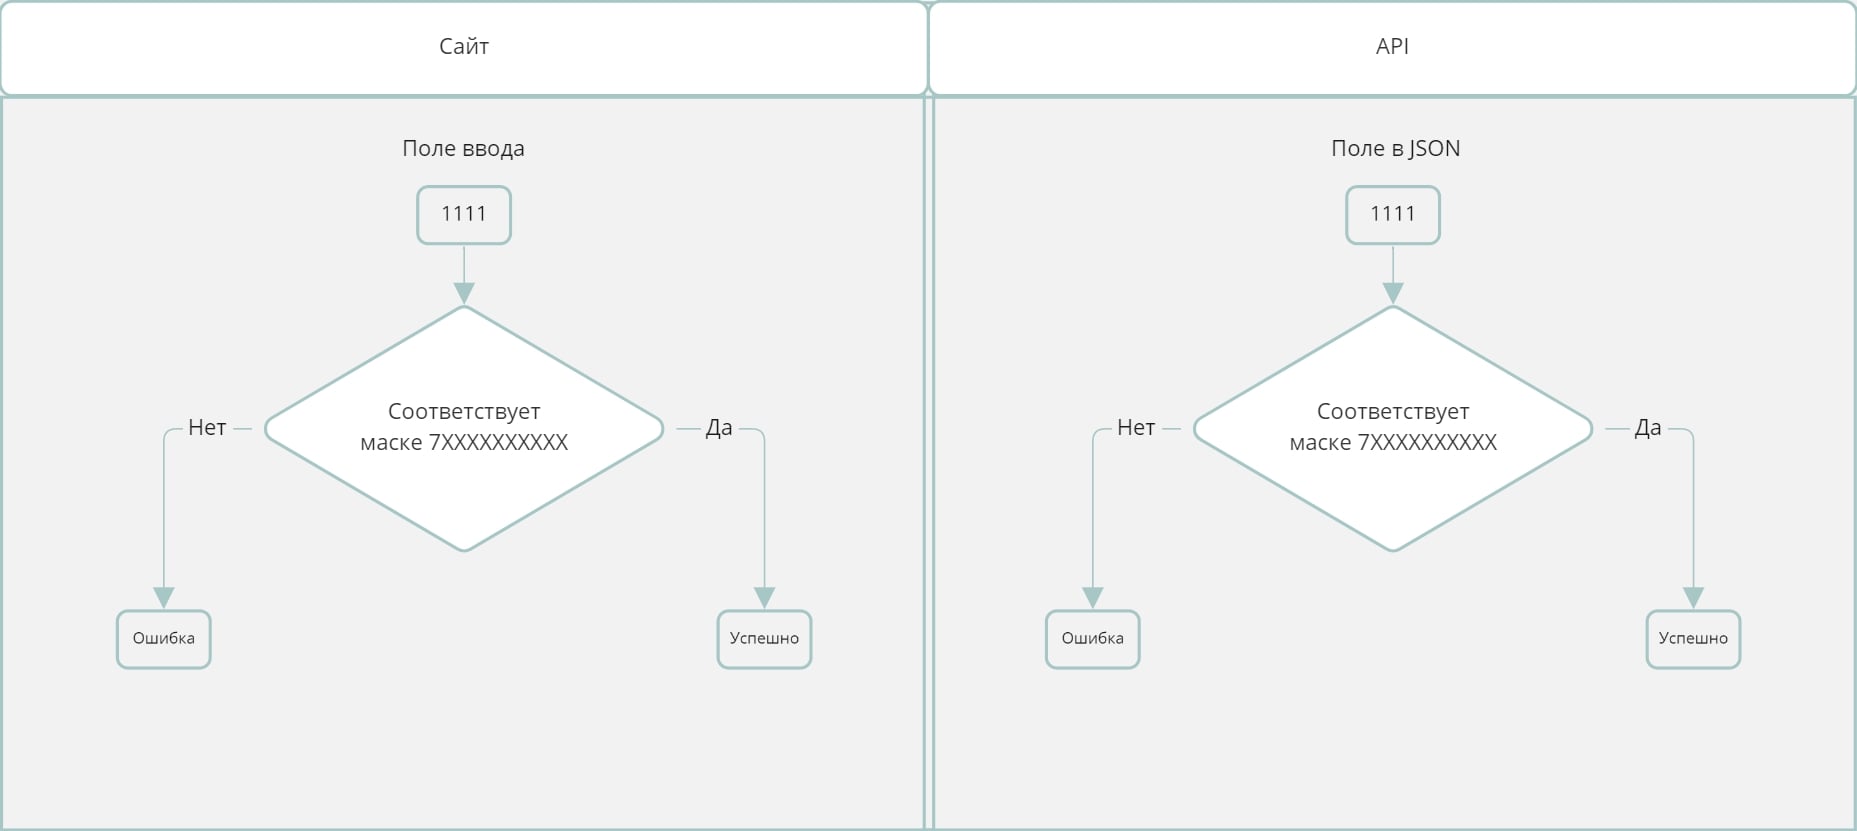 Сайт
API
Поле ввода
Поле в JSON
1111
1111
Соответствует
маске 7XXXXXXXXXX
Нет
Да
Соответствует
маске 7XXXXXXXXXX
Нет
Да
Ошибка
Успешно
Ошибка
Успешно